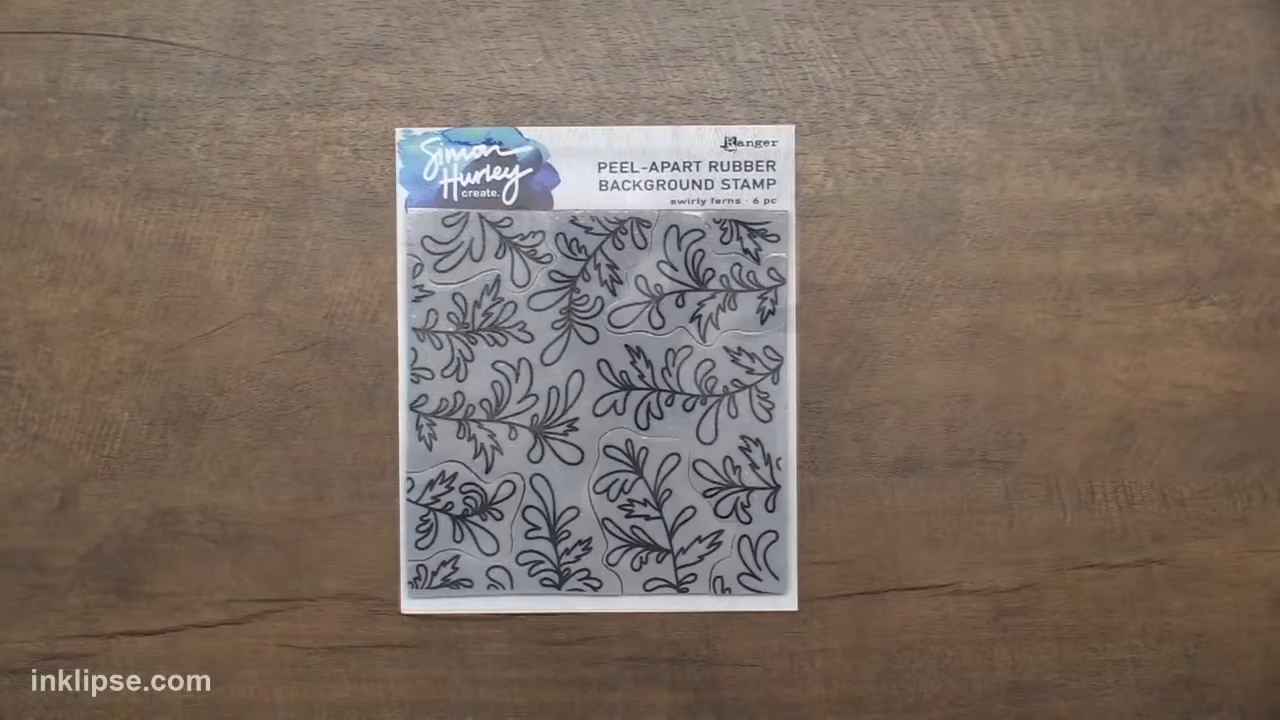 Simon
Hurley
create.
Ranger
PEEL-APART RUBBER
BACKGROUND STAMP
swirly ferns · 6 pc
inklipse.com